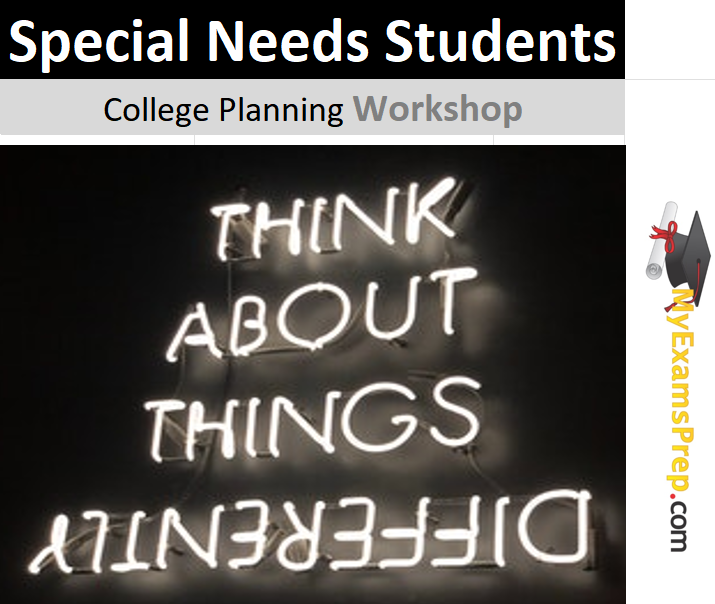 Special Needs Students
College Planning Workshop
THINK
ABOUT
THINGS
DIFFERENTLY
MyExamsPrep.com